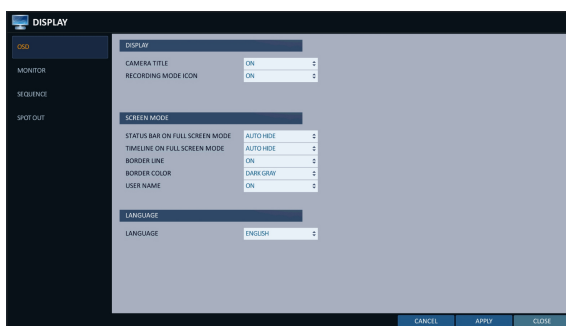 DISPLAY
OSD
MONITOR
SEQUENCE
SPOT OUT
DISPLAY
CAMERA TITLE ON
RECORDING MODE ICON ON
SCREEN MODE
STATUS BAR ON FULL SCREEN MODE AUTO HIDE
TIMELINE ON FULL SCREEN MODE AUTO HIDE
BORDER LINE ON
BORDER COLOR DARK GRAY
USER NAME ON
LANGUAGE
LANGUAGE ENGLISH
CANCEL APPLY CLOSE